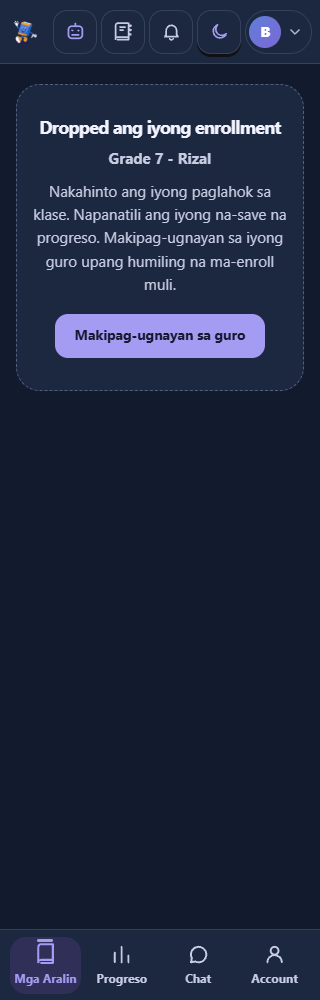 B
Dropped ang iyong enrollment
Grade 7 - Rizal
Nakahinto ang iyong paglahok sa
klase. Napanatili ang iyong na-save na
progreso. Makipag-ugnayan sa iyong
guro upang humiling na ma-enroll
muli.
Makipag-ugnayan sa guro
Mga Aralin
Progreso
Chat
Account